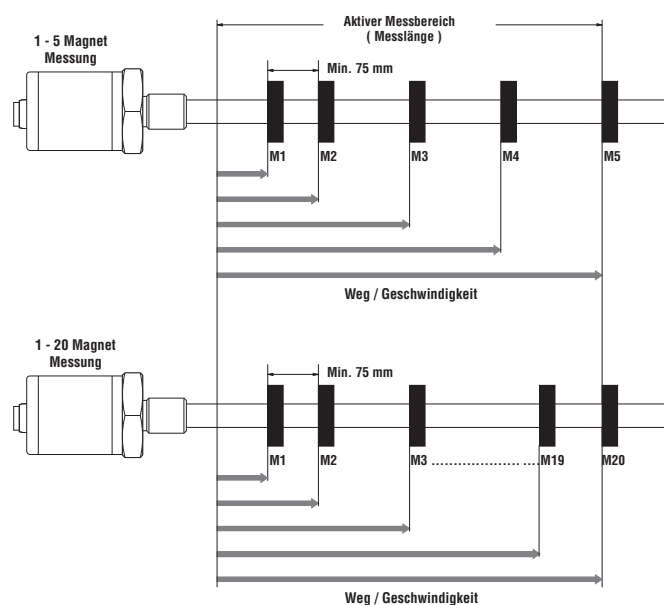 Aktiver Messbereich
( Messlänge )
1 - 5 Magnet
Messung
Min. 75 mm
M1 M2 M3 M4 M5
Weg / Geschwindigkeit
1 - 20 Magnet
Messung
Min. 75 mm
M1 M2 M3 ...................... ....M19 M20
Weg / Geschwindigkeit